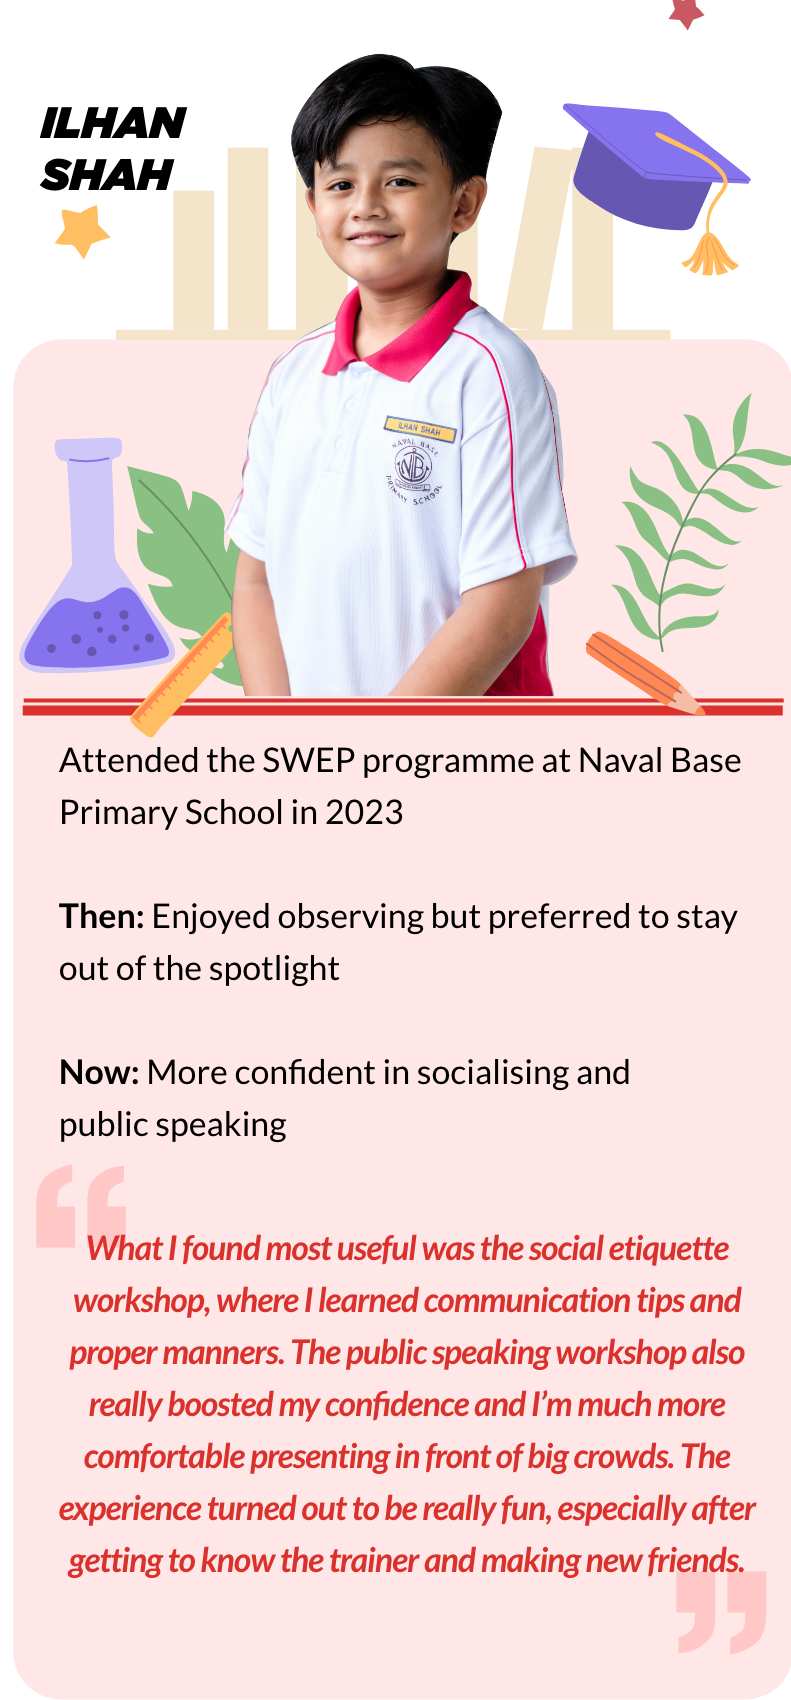 ILHAN
SHAH
ILHAN SHAH
NAVAL BASE
NB
PRIMARY SCHOOL
Attended the SWEP programme at Naval Base
Primary School in 2023
Then: Enjoyed observing but preferred to stay
out of the spotlight
Now: More confident in socialising and
public speaking
“
What I found most useful was the social etiquette
workshop, where I learned communication tips and
proper manners. The public speaking workshop also
really boosted my confidence and I’m much more
comfortable presenting in front of big crowds. The
experience turned out to be really fun, especially after
getting to know the trainer and making new friends.
”